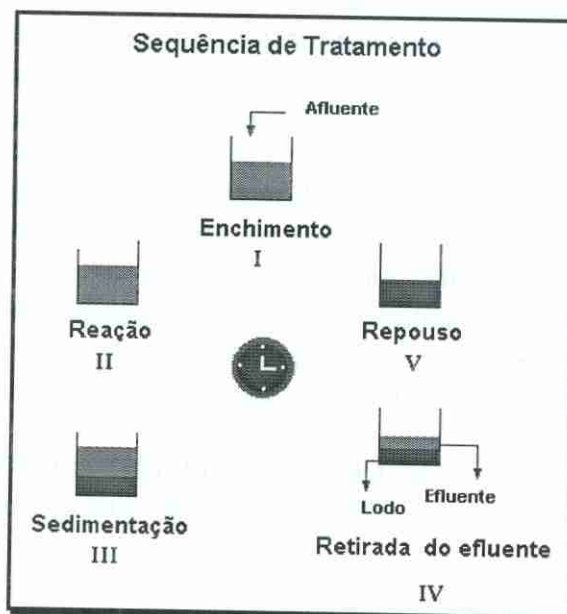 Sequência de Tratamento
Afluente
Enchimento
I
Reação
II
Repouso
V
Sedimentação
III
Lodo
Efluente
Retirada do efluente
IV